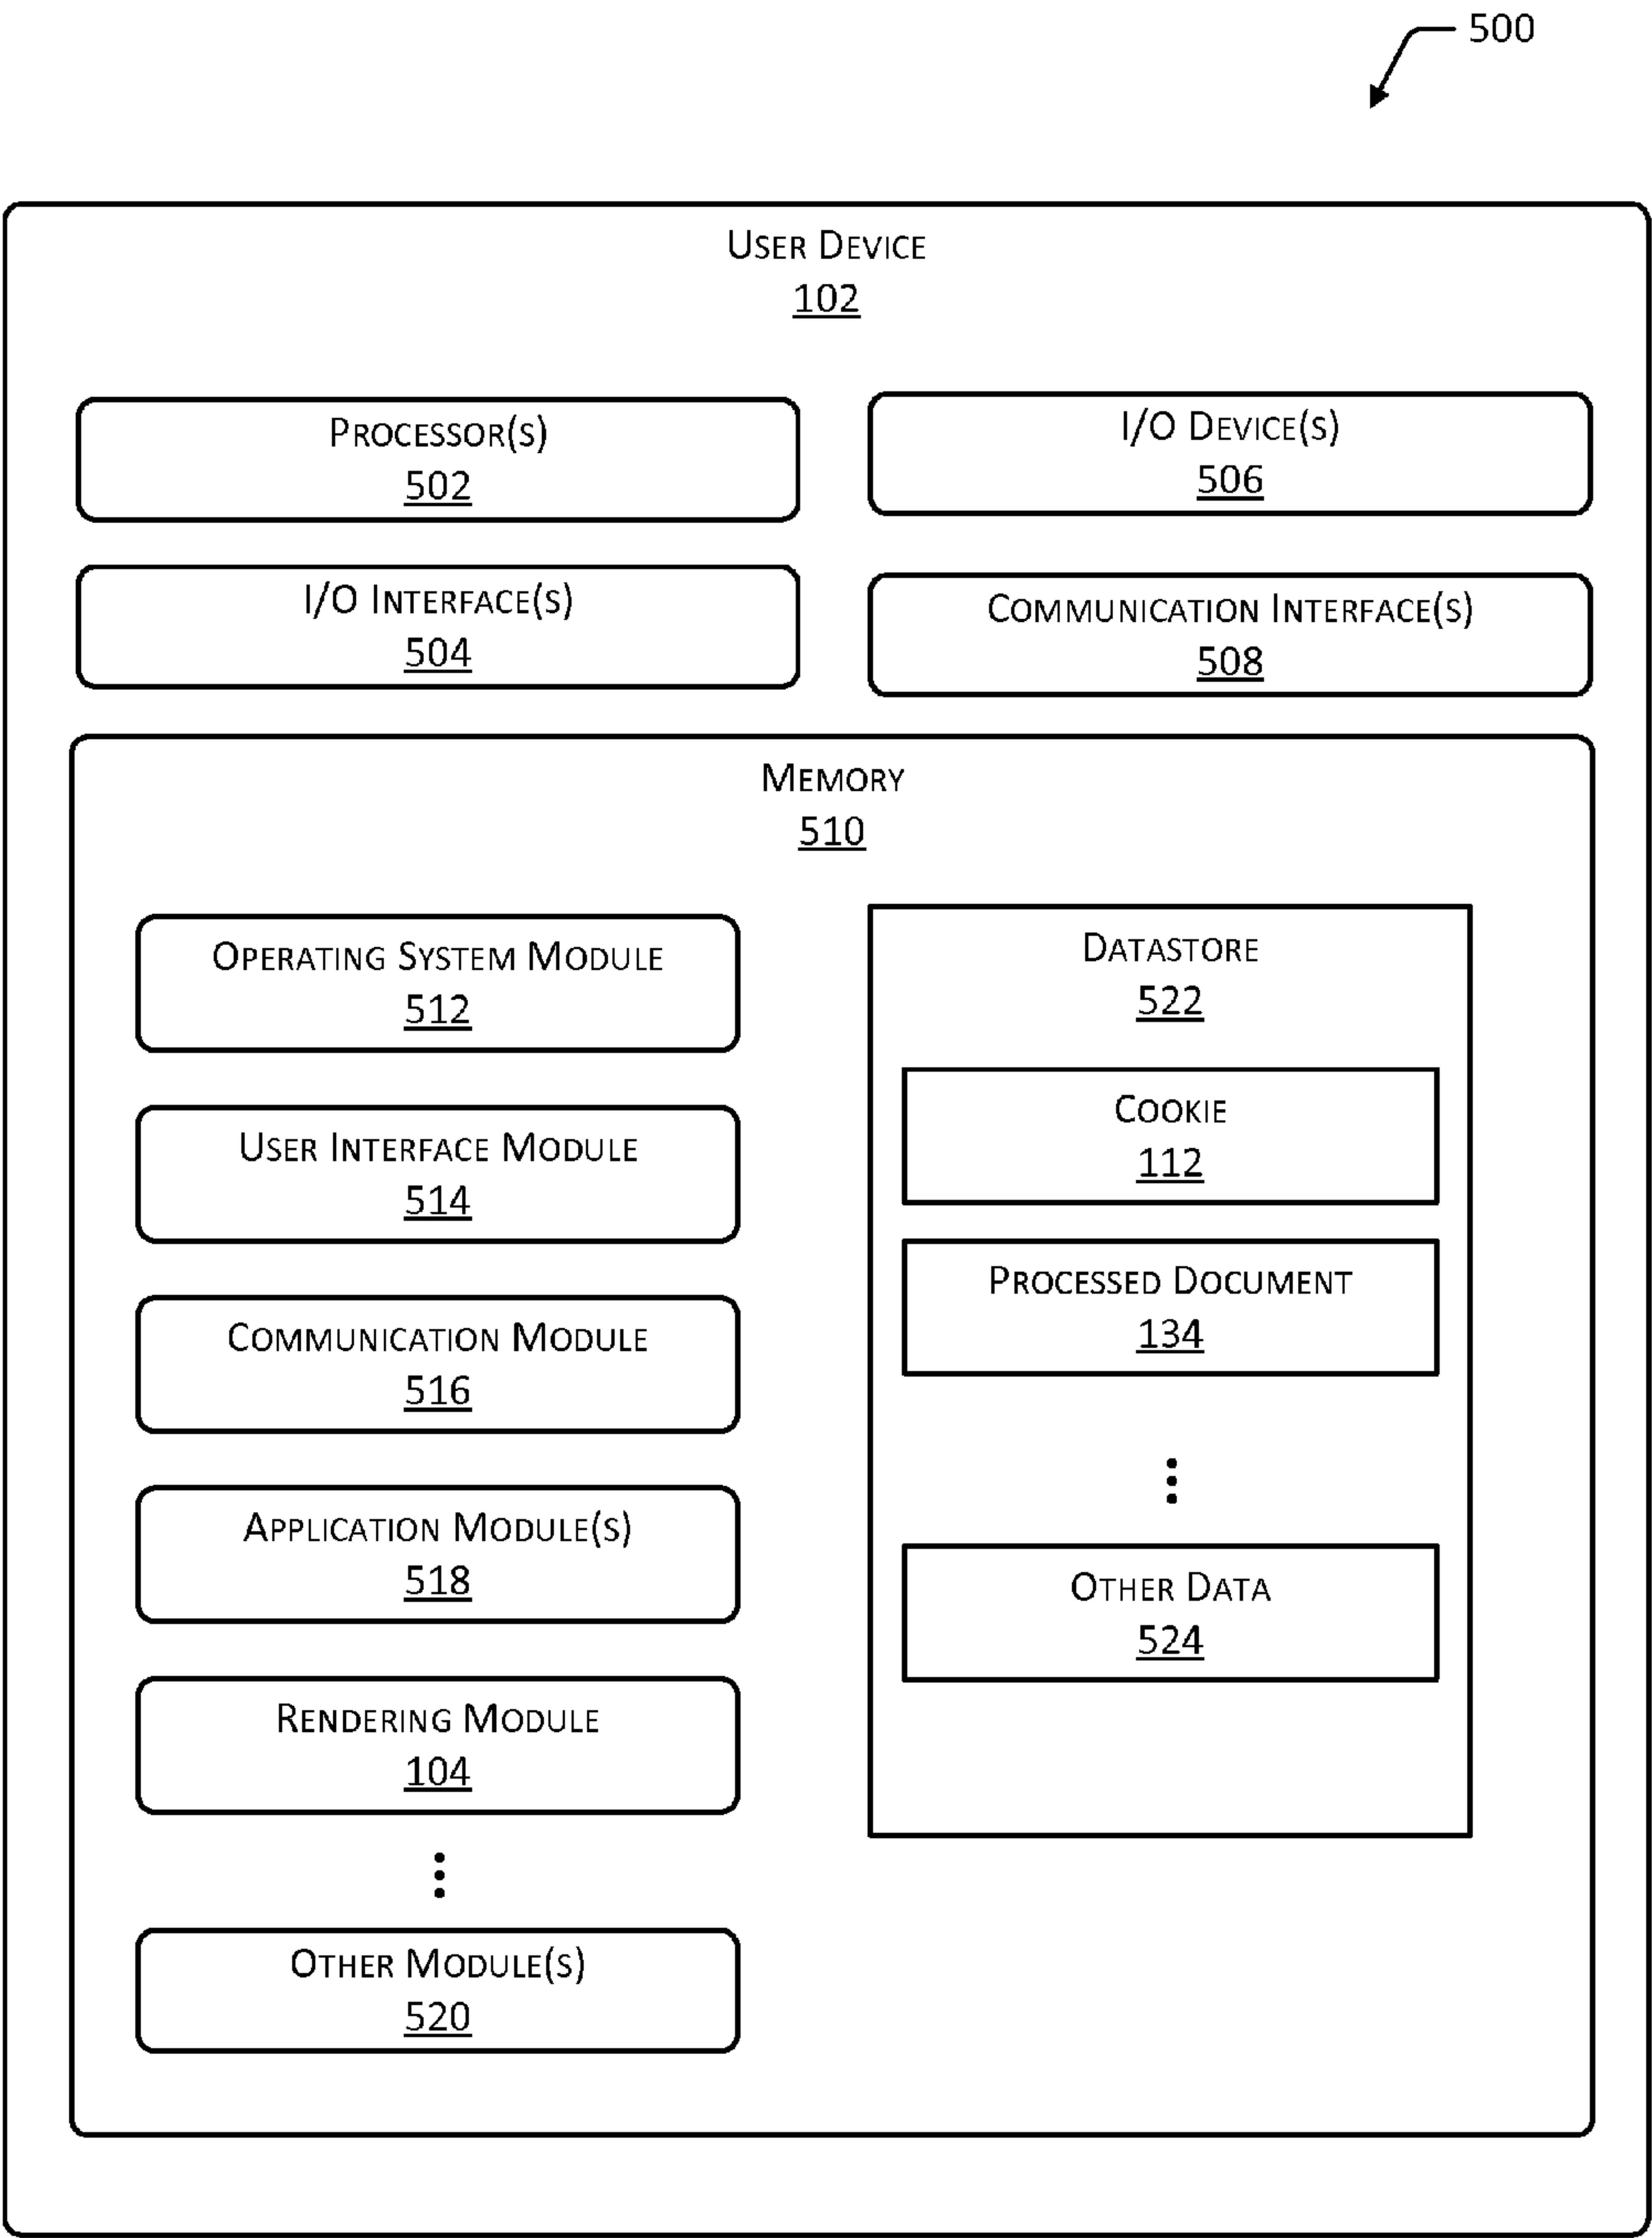 500
User Device
102
Processor(s)
502
I/O Device(s)
506
I/O Interface(s)
504
Communication Interface(s)
508
Memory
510
Operating System Module
512
User Interface Module
514
Communication Module
516
Application Module(s)
518
Rendering Module
104
Other Module(s)
520
Datastore
522
Cookie
112
Processed Document
134
Other Data
524